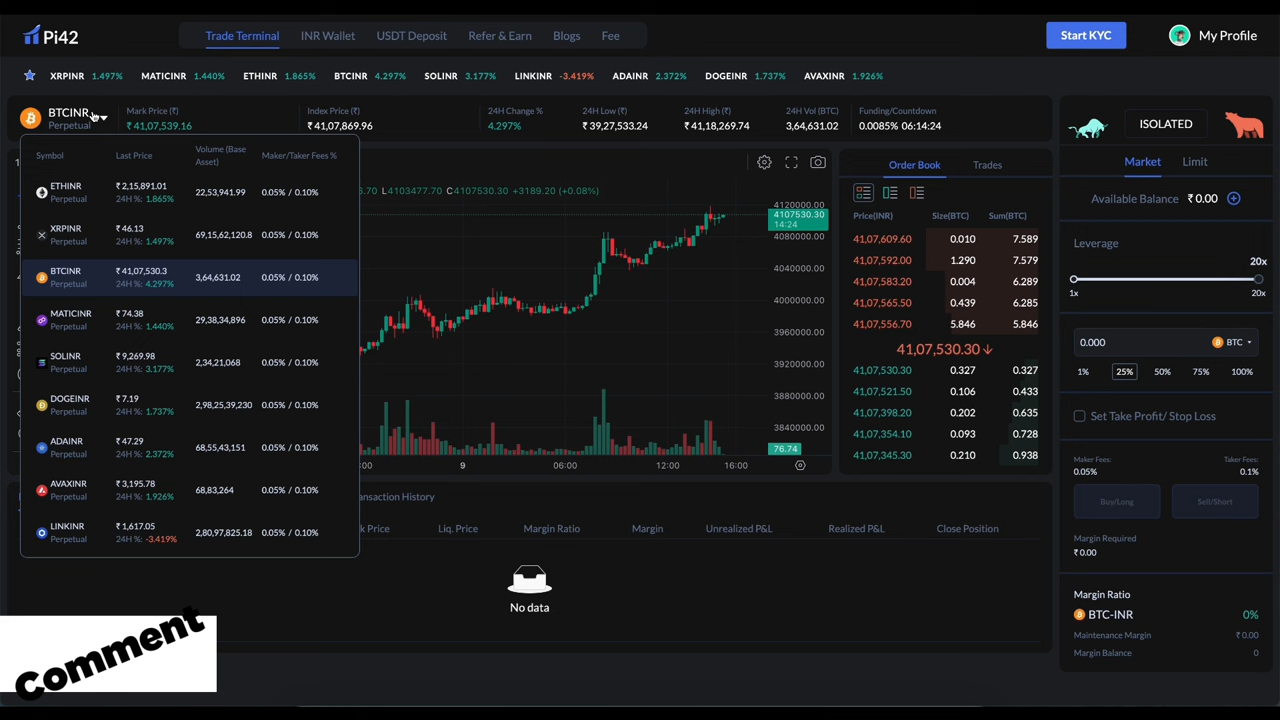 Pi42
Trade Terminal INR Wallet USDT Deposit Refer & Earn Blogs Fee
Start KYC
My Profile
XRPINR 1.497% MATICINR 1.440% ETHINR 1.865% BTCINR 4.297% SOLINR 3.177% LINKINR -3.419% ADAINR 2.372% DOGEINR 1.737% AVAXINR 1.926%
BTCINR
Perpetual
Mark Price (₹)
₹ 41,07,539.16
Index Price (₹)
₹ 41,07,869.96
24H Change %
4.297%
24H Low (₹)
₹ 39,27,533.24
24H High (₹)
₹ 41,18,269.74
24H Vol (BTC)
3,64,631.02
Funding/Countdown
0.0085% 06:14:24
Symbol Last Price Volume (Base Asset) Maker/Taker Fees %
ETHINR ₹ 2,15,891.01 22,53,941.99 0.05% / 0.10%
Perpetual 24H %: 1.865%
XRPINR ₹ 46.13 69,15,62,120.8 0.05% / 0.10%
Perpetual 24H %: 1.497%
BTCINR ₹ 41,07,530.3 3,64,631.02 0.05% / 0.10%
Perpetual 24H %: 4.297%
MATICINR ₹ 74.38 29,38,34,896 0.05% / 0.10%
Perpetual 24H %: 1.440%
SOLINR ₹ 9,269.98 2,34,21,068 0.05% / 0.10%
Perpetual 24H %: 3.177%
DOGEINR ₹ 7.19 2,98,25,39,230 0.05% / 0.10%
Perpetual 24H %: 1.737%
ADAINR ₹ 47.29 68,55,43,151 0.05% / 0.10%
Perpetual 24H %: 2.372%
AVAXINR ₹ 3,195.78 68,83,264 0.05% / 0.10%
Perpetual 24H %: 1.926%
LINKINR ₹ 1,617.05 2,80,97,825.18 0.05% / 0.10%
Perpetual 24H %: -3.419%
6.70 L4103477.70 C4107530.30 +3189.20 (+0.08%)
4120000.00
4107530.30
14:24
4080000.00
4040000.00
4000000.00
3960000.00
3920000.00
3880000.00
3840000.00
76.74
:00 9 06:00 12:00 16:00
Order Book Trades
Price(INR) Size(BTC) Sum(BTC)
41,07,609.60 0.010 7.589
41,07,592.00 1.290 7.579
41,07,583.20 0.004 6.289
41,07,565.50 0.439 6.285
41,07,556.70 5.846 5.846
41,07,530.30↓
41,07,530.30 0.327 0.327
41,07,521.50 0.106 0.433
41,07,398.20 0.202 0.635
41,07,354.10 0.093 0.728
41,07,345.30 0.210 0.938
ISOLATED
Market Limit
Available Balance ₹ 0.00
Leverage
20x
1x 20x
0.000 BTC
1% 25% 50% 75% 100%
Set Take Profit/ Stop Loss
Maker Fees: Taker Fees:
0.05% 0.1%
Buy/Long Sell/Short
Margin Required
₹ 0.00
Margin Ratio
BTC-INR 0%
Maintenance Margin ₹ 0.00
Margin Balance 0
ansaction History
k Price Liq. Price Margin Ratio Margin Unrealized P&L Realized P&L Close Position
No data
Comment